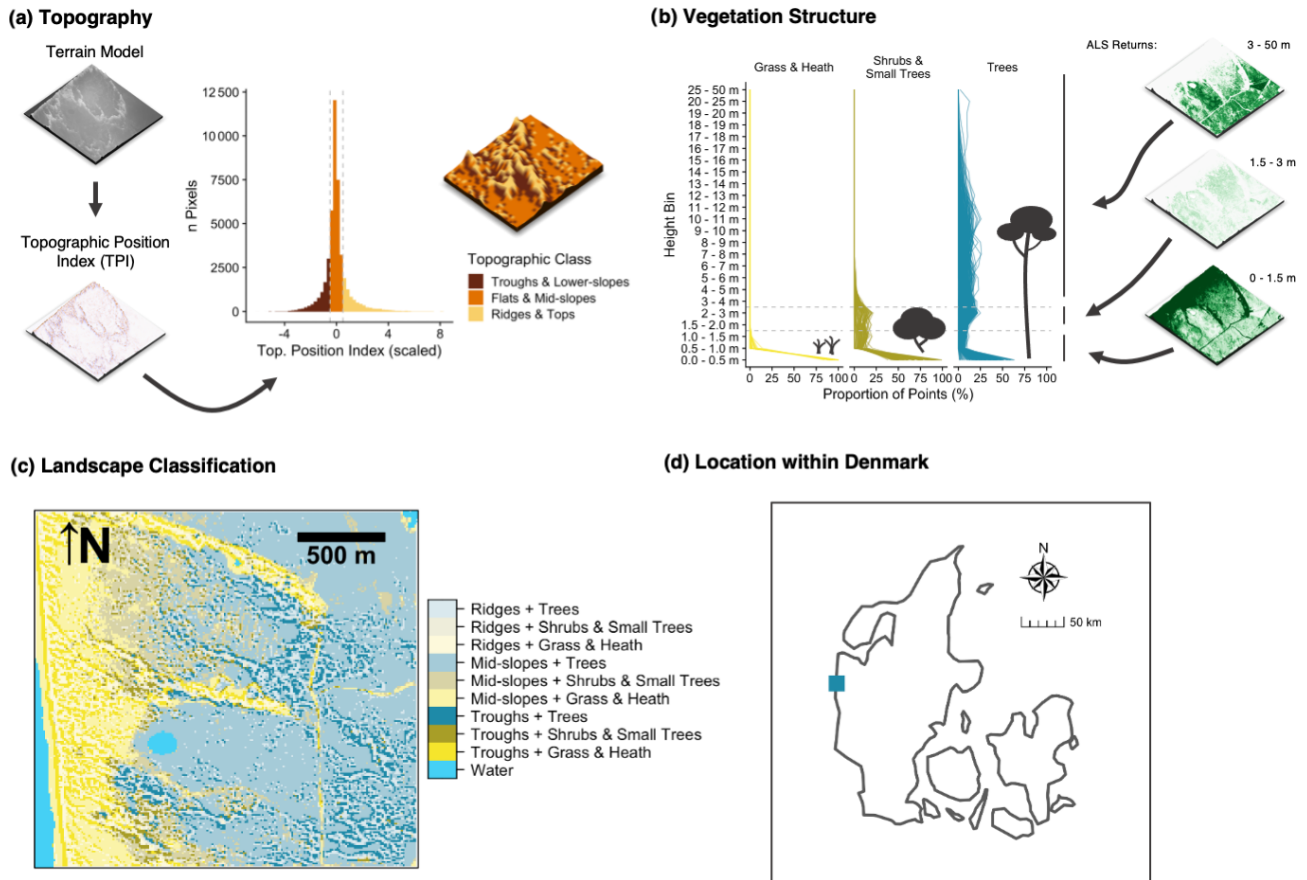 (a) Topography
Terrain Model
Topographic Position
Index (TPI)
n Pixels
12 500
10 000
7500
5000
2500
0
-4
0
4
8
Top. Position Index (scaled)
Topographic Class
Troughs & Lower-slopes
Flats & Mid-slopes
Ridges & Tops
(b) Vegetation Structure
Grass & Heath
Shrubs &
Small Trees
Trees
ALS Returns:
3 - 50 m
1.5 - 3 m
0 - 1.5 m
Height Bin
25 - 50 m
20 - 25 m
19 - 20 m
18 - 19 m
17 - 18 m
16 - 17 m
15 - 16 m
14 - 15 m
13 - 14 m
12 - 13 m
11 - 12 m
10 - 11 m
9 - 10 m
8 - 9 m
7 - 8 m
6 - 7 m
5 - 6 m
4 - 5 m
3 - 4 m
2 - 3 m
1.5 - 2.0 m
1.0 - 1.5 m
0.5 - 1.0 m
0.0 - 0.5 m
0 25 50 75 100
0 25 50 75 100
0 25 50 75 100
Proportion of Points (%)
(c) Landscape Classification
↑N
500 m
Ridges + Trees
Ridges + Shrubs & Small Trees
Ridges + Grass & Heath
Mid-slopes + Trees
Mid-slopes + Shrubs & Small Trees
Mid-slopes + Grass & Heath
Troughs + Trees
Troughs + Shrubs & Small Trees
Troughs + Grass & Heath
Water
(d) Location within Denmark
N
50 km